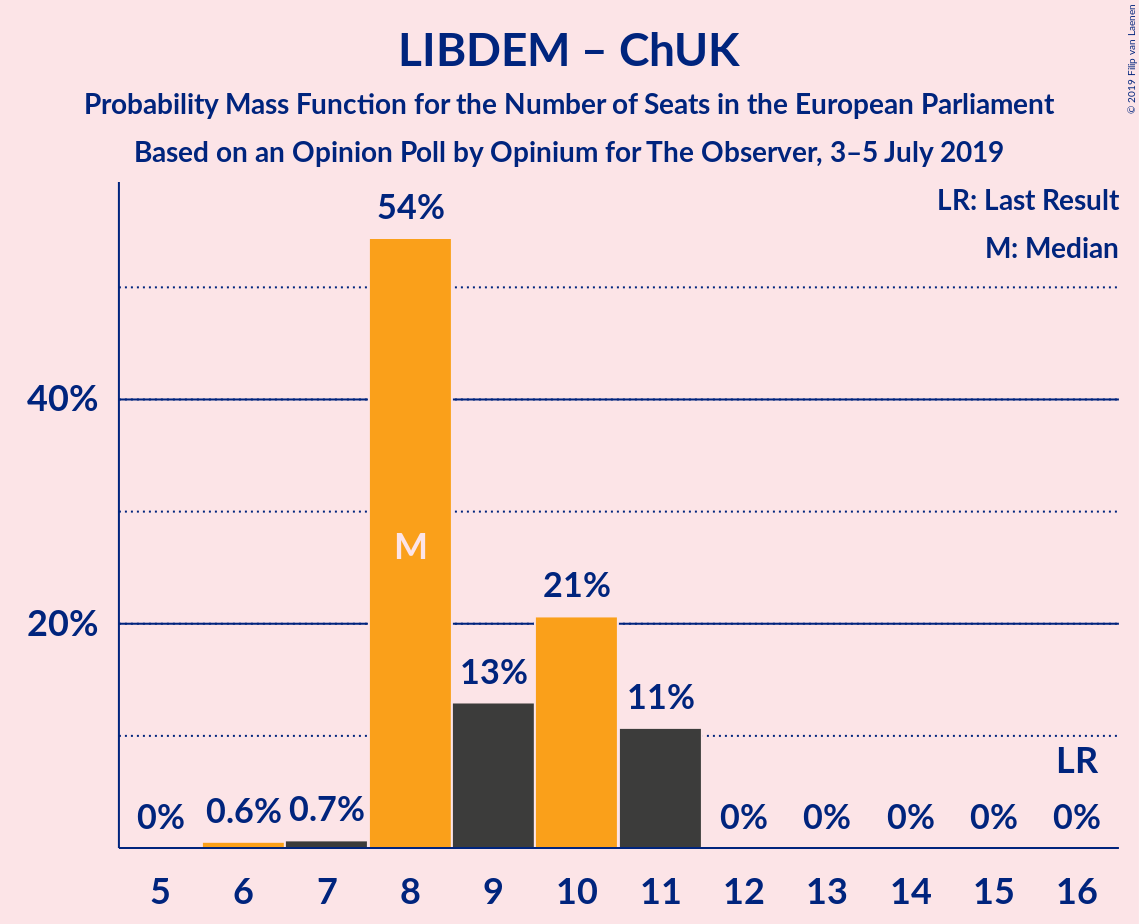 LIBDEM – ChUK
Probability Mass Function for the Number of Seats in the European Parliament
Based on an Opinion Poll by Opinium for The Observer, 3–5 July 2019
© 2019 Filip van Laenen
LR: Last Result
M: Median
54%
40%
M
21%
20%
13%
11%
LR
0% 0.6% 0.7% 0% 0% 0% 0% 0%
5 6 7 8 9 10 11 12 13 14 15 16